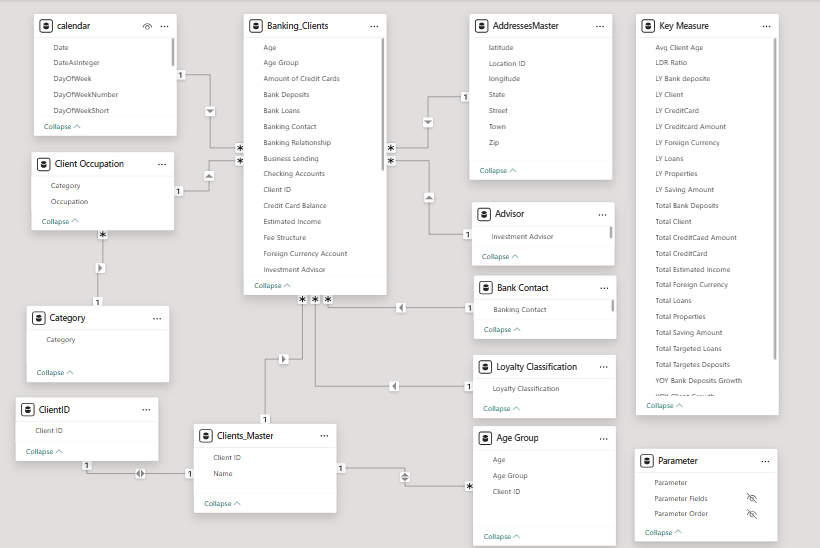 calendar
Date
DateAsInteger
DayOfWeek
DayOfWeekNumber
DayOfWeekShort
Collapse
Client Occupation
Category
Occupation
Collapse
Category
Category
Collapse
ClientID
Client ID
Collapse
Banking_Clients
Age
Age Group
Amount of Credit Cards
Bank Deposits
Bank Loans
Banking Contact
Banking Relationship
Business Lending
Checking Accounts
Client ID
Credit Card Balance
Estimated Income
Fee Structure
Foreign Currency Account
Investment Advisor
Collapse
Clients_Master
Client ID
Name
Collapse
AddressesMaster
latitude
Location ID
longitude
State
Street
Town
Zip
Collapse
Advisor
Investment Advisor
Collapse
Bank Contact
Banking Contact
Collapse
Loyalty Classification
Loyalty Classification
Collapse
Age Group
Age
Age Group
Client ID
Collapse
Key Measure
Avg Client Age
LDR Ratio
LY Bank deposite
LY Client
LY CreditCard
LY Creditcard Amount
LY Foreign Currency
LY Loans
LY Properties
LY Saving Amount
Total Bank Deposits
Total Client
Total CreditCaed Amount
Total CreditCard
Total Estimated Income
Total Foreign Currency
Total Loans
Total Properties
Total Saving Amount
Total Targeted Loans
Total Targetes Deposits
YOY Bank Deposits Growth
YOY Client Growth
Collapse
Parameter
Parameter
Parameter Fields
Parameter Order
Collapse
1
*
1
*
*
1
1
*
1
*
1
*
*
*
1
1
1
1
1
1
*